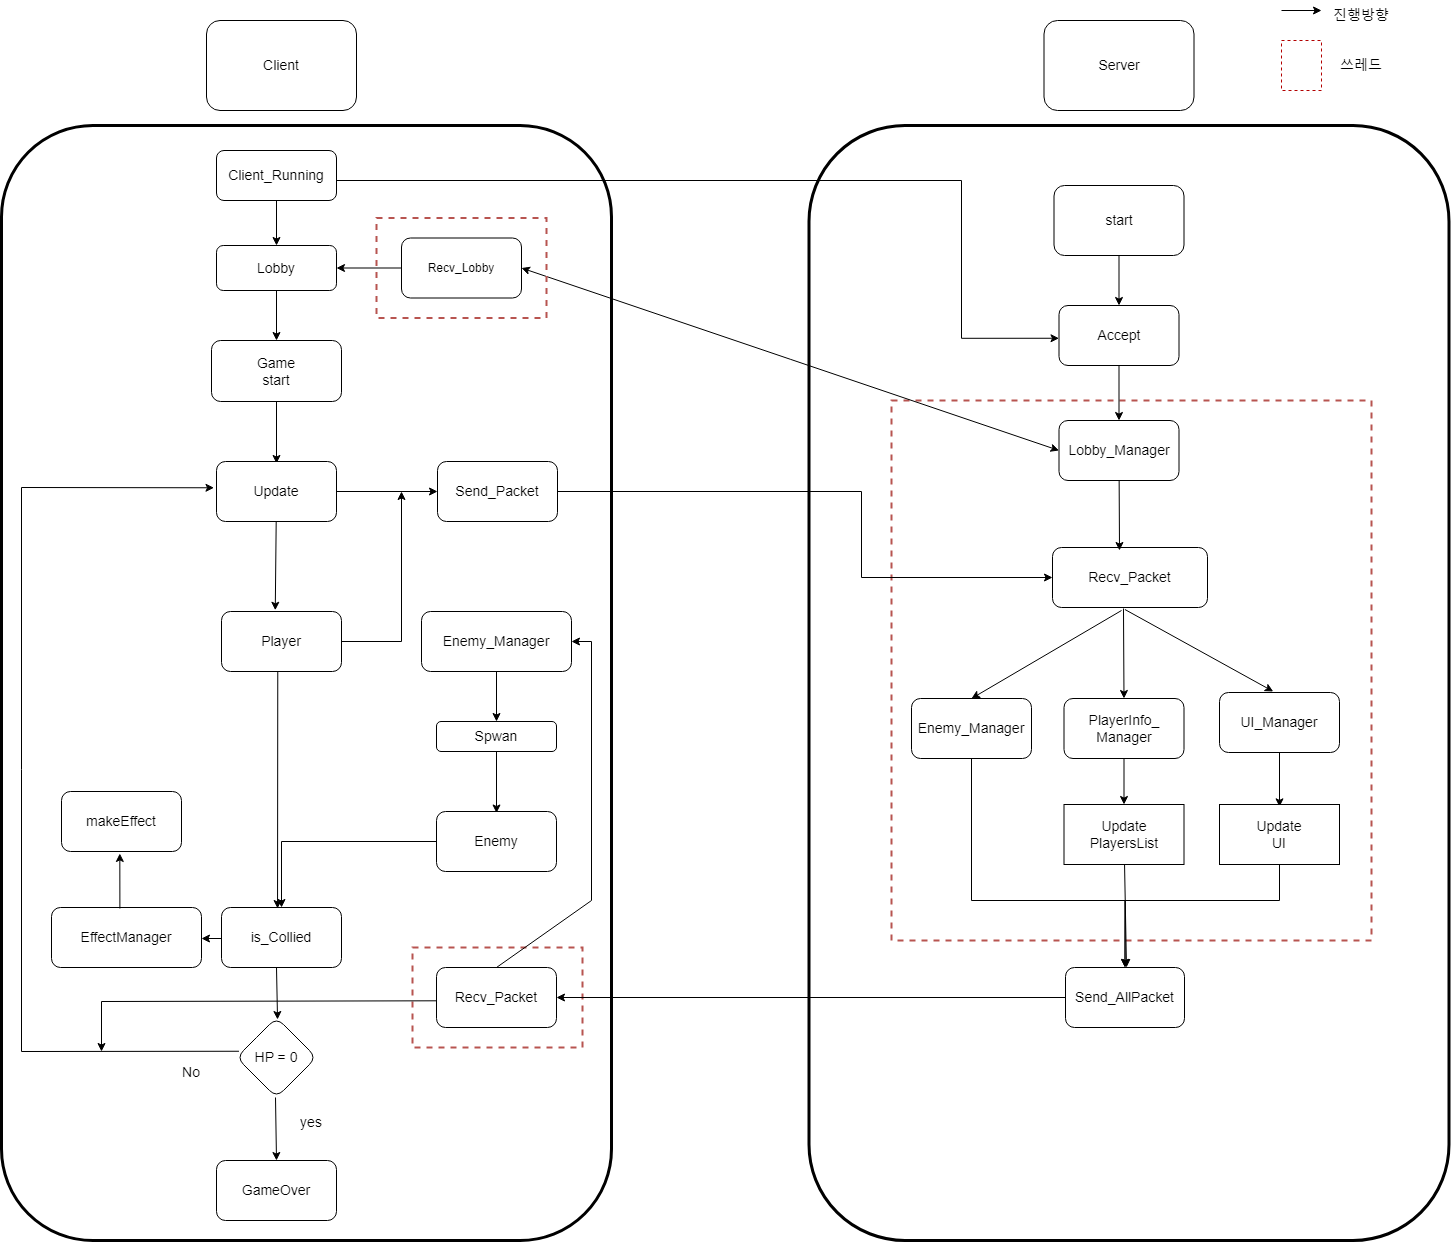 진행방향
쓰레드
Client
Server
Client_Running
Lobby
Recv_Lobby
Game
start
Update
Send_Packet
Player
Enemy_Manager
Spwan
Enemy
makeEffect
EffectManager
is_Collied
Recv_Packet
HP = 0
No
yes
GameOver
start
Accept
Lobby_Manager
Recv_Packet
Enemy_Manager
PlayerInfo_
Manager
UI_Manager
Update
PlayersList
Update
UI
Send_AllPacket